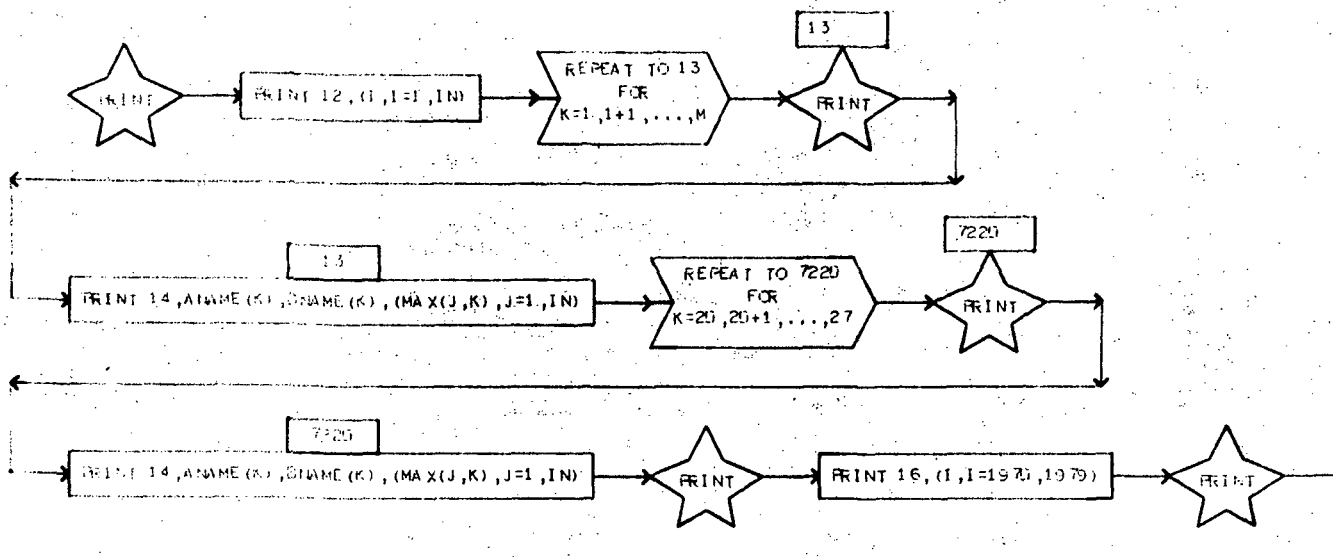 13
PRINT
PRINT 12,(I,I=1,IN)
REPEAT TO 13
FOR
K=1,1+1,...,M
PRINT
13
PRINT 14,ANAME(K),BNAME(K),(MAX(J,K),J=1,IN)
REPEAT TO 7220
FOR
K=20,20+1,...,27
7220
PRINT
7220
PRINT 14,ANAME(K),BNAME(K),(MAX(J,K),J=1,IN)
PRINT
PRINT 16,(I,I=1970,1979)
PRINT